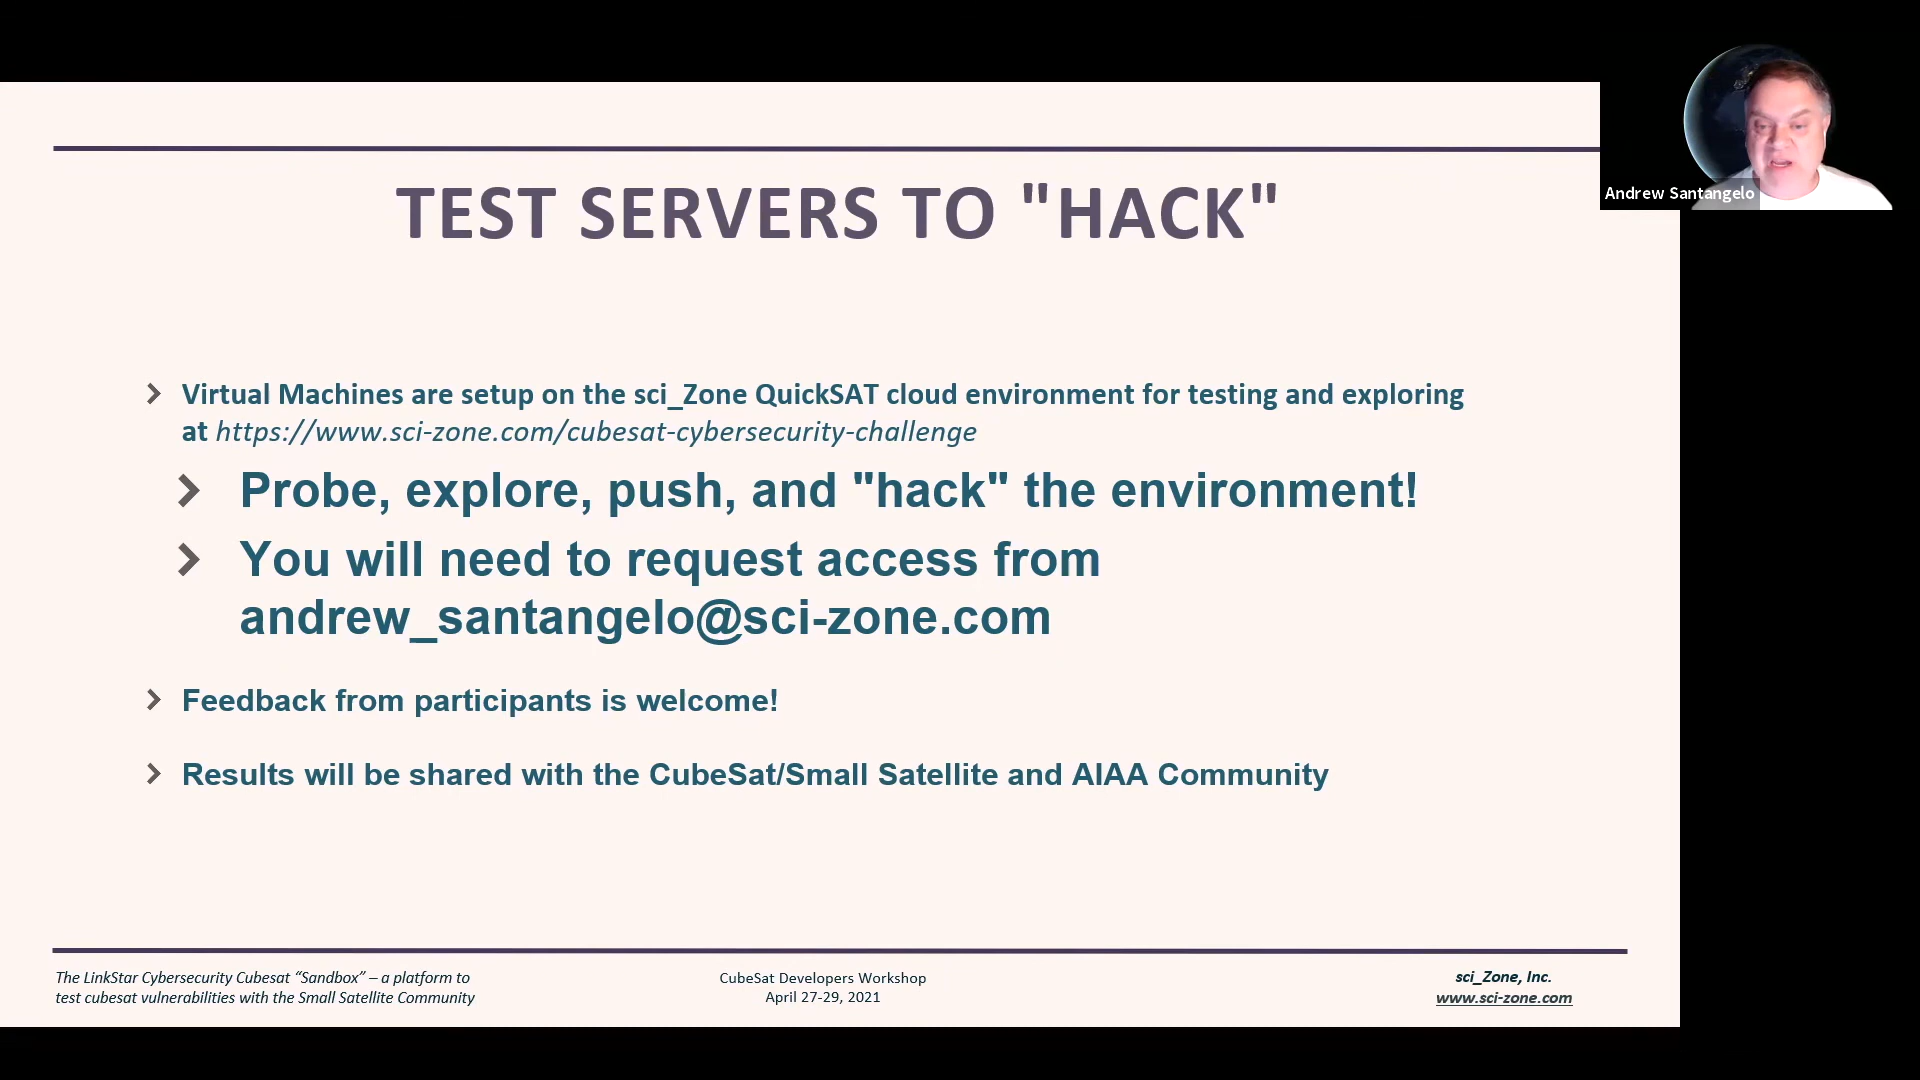 Andrew Santangelo
TEST SERVERS TO "HACK"
Virtual Machines are setup on the sci_Zone QuickSAT cloud environment for testing and exploring
at https://www.sci-zone.com/cubesat-cybersecurity-challenge
Probe, explore, push, and "hack" the environment!
You will need to request access from
andrew_santangelo@sci-zone.com
Feedback from participants is welcome!
Results will be shared with the CubeSat/Small Satellite and AIAA Community
The LinkStar Cybersecurity Cubesat “Sandbox” – a platform to
test cubesat vulnerabilities with the Small Satellite Community
CubeSat Developers Workshop
April 27-29, 2021
sci_Zone, Inc.
www.sci-zone.com